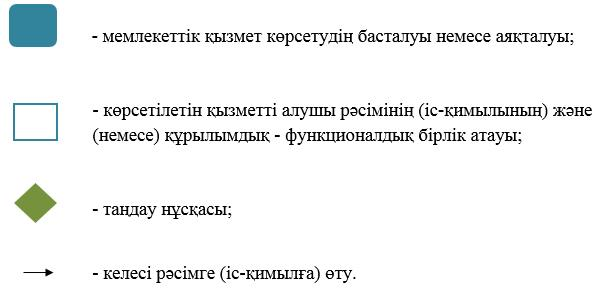 - мемлекеттік қызмет көрсетудің басталуы немесе аяқталуы;
- көрсетілетін қызметті алушы рәсімінің (іс-қимылының) және
(немесе) құрылымдық - функционалдық бірлік атауы;
- таңдау нұсқасы;
- келесі рәсімге (іс-қимылға) өту.